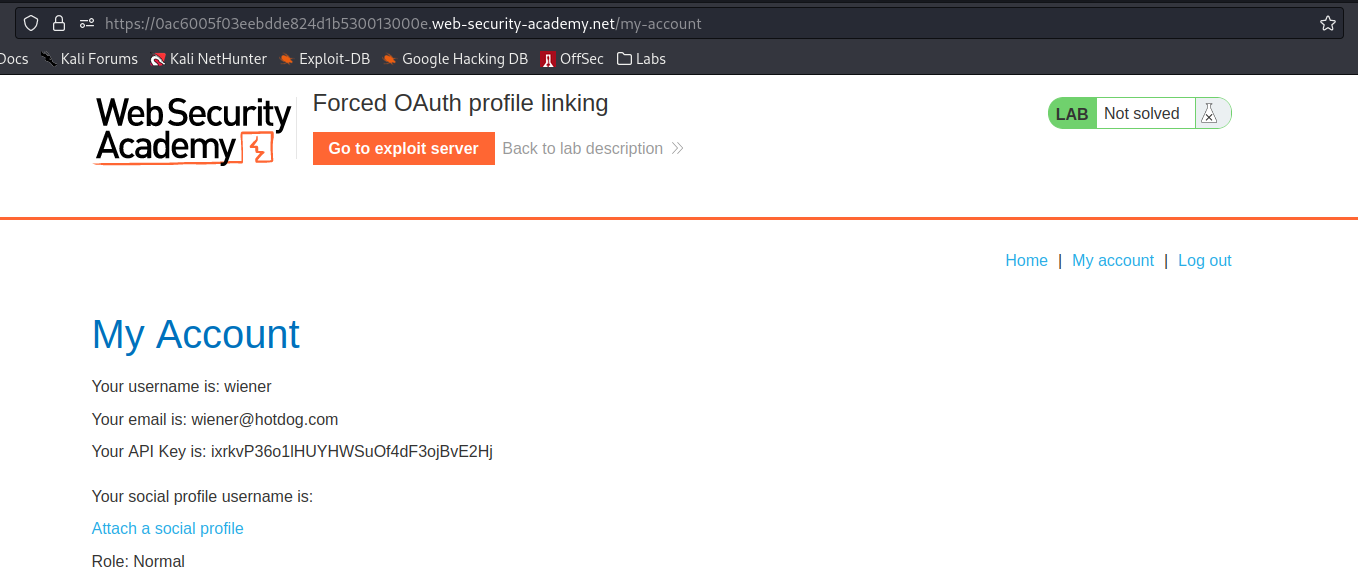 https://0ac6005f03eebdde824d1b530013000e.web-security-academy.net/my-account
Docs Kali Forums Kali NetHunter Exploit-DB Google Hacking DB OffSec Labs
Web Security
Academy
Forced OAuth profile linking
Go to exploit server Back to lab description
LAB Not solved
Home | My account | Log out
My Account
Your username is: wiener
Your email is: wiener@hotdog.com
Your API Key is: ixrkvP36o1lHUYHWSuOf4dF3ojBvE2Hj
Your social profile username is:
Attach a social profile
Role: Normal